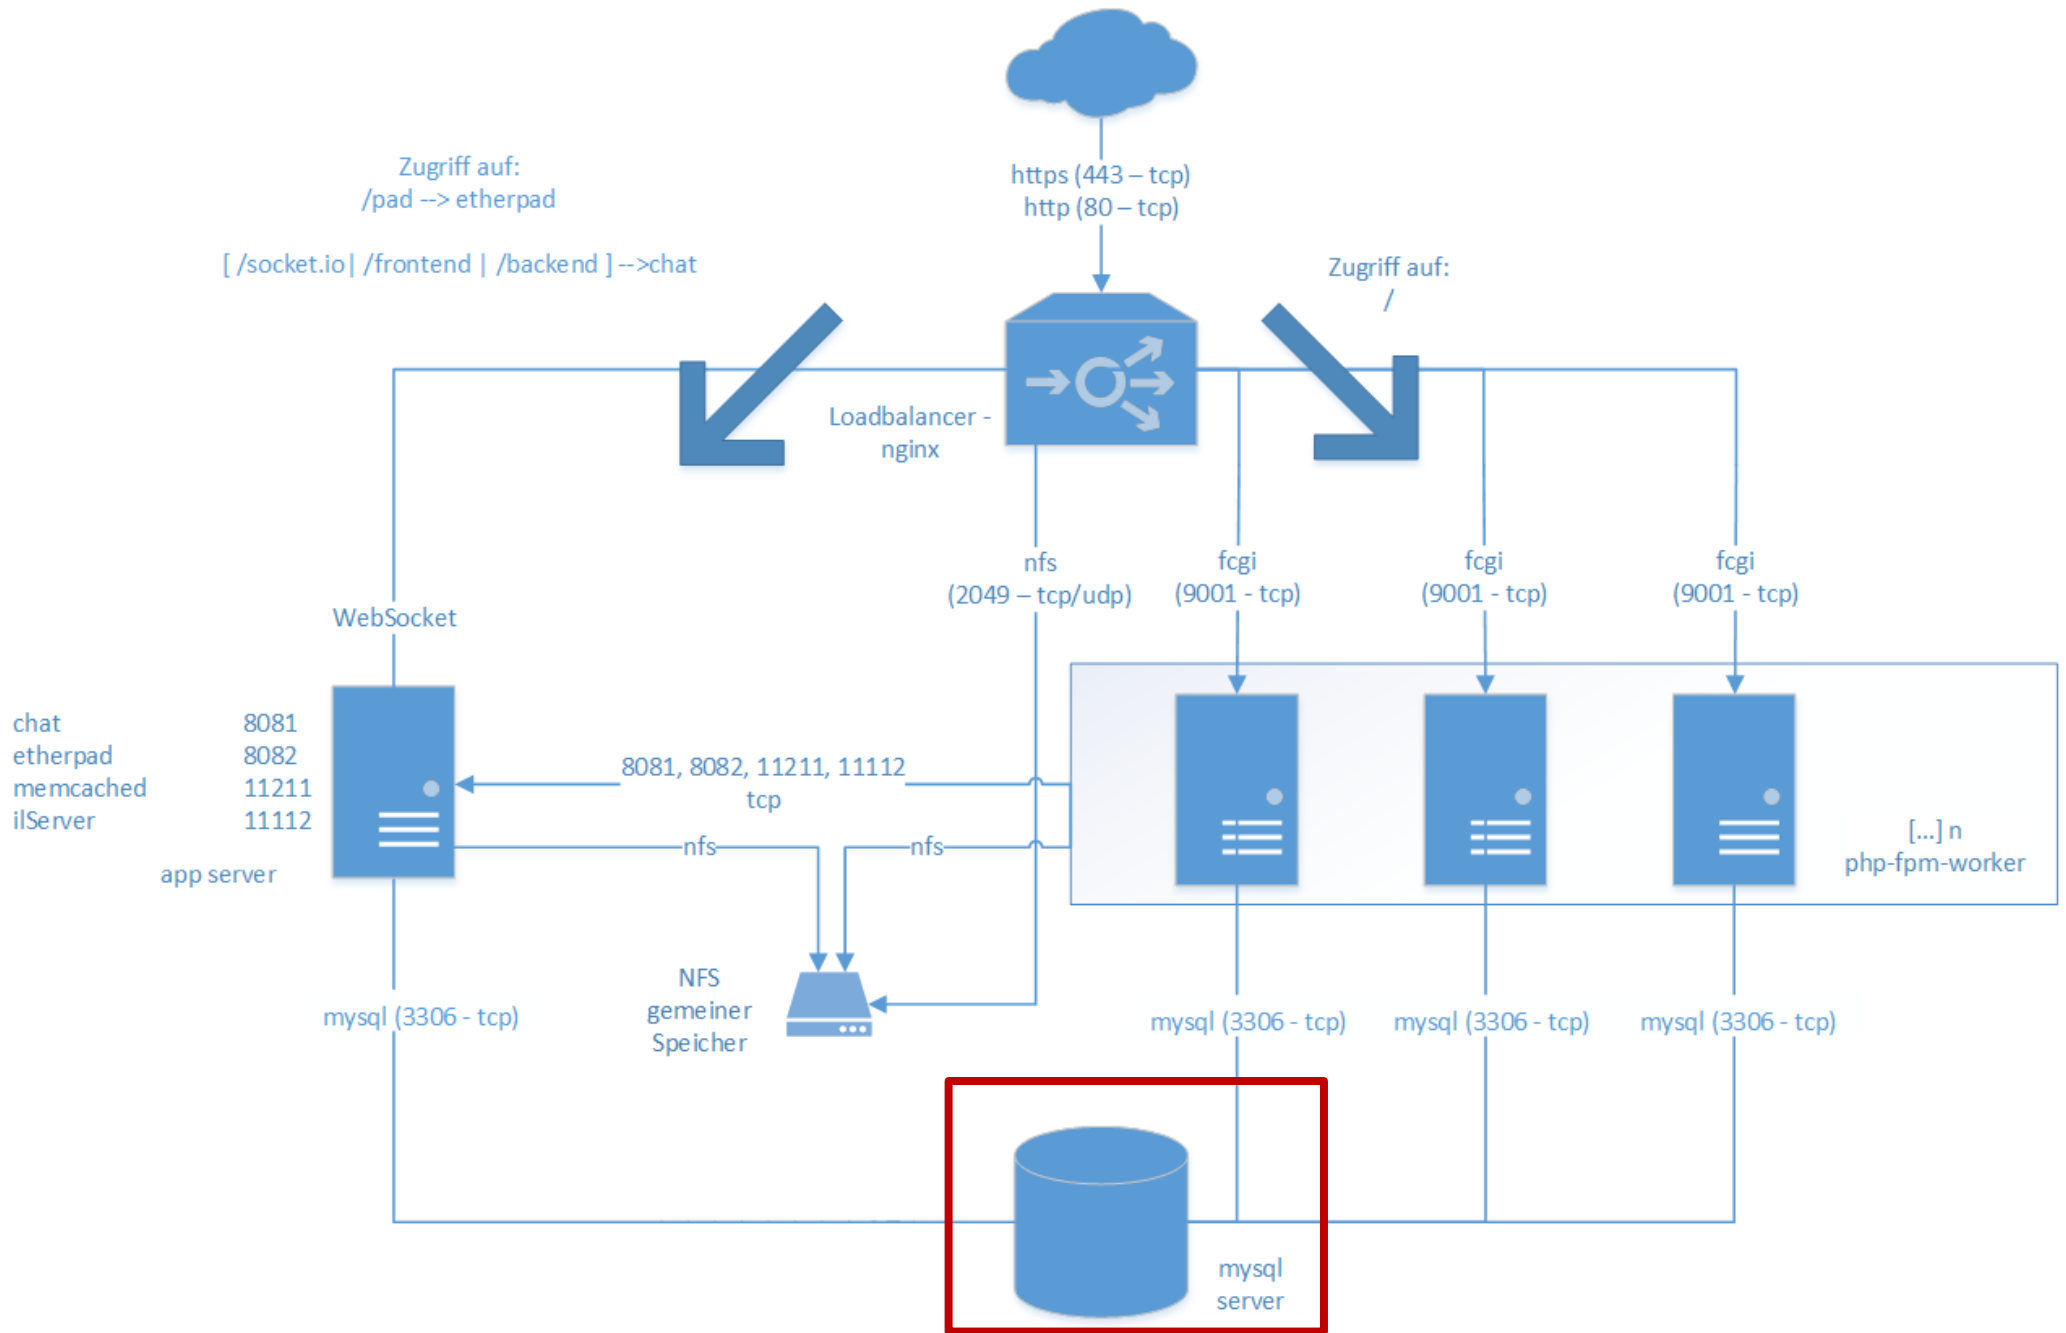 https (443 – tcp)
http (80 – tcp)
Zugriff auf:
/pad --> etherpad
[ /socket.io| /frontend | /backend ] -->chat
Zugriff auf:
/
Loadbalancer -
nginx
WebSocket
nfs
(2049 – tcp/udp)
fcgi
(9001 - tcp)
fcgi
(9001 - tcp)
fcgi
(9001 - tcp)
chat 8081
etherpad 8082
memcached 11211
ilServer 11112
app server
8081, 8082, 11211, 11112
tcp
nfs
nfs
[...] n
php-fpm-worker
NFS
gemeiner
Speicher
mysql (3306 - tcp)
mysql (3306 - tcp)
mysql (3306 - tcp)
mysql (3306 - tcp)
mysql
server